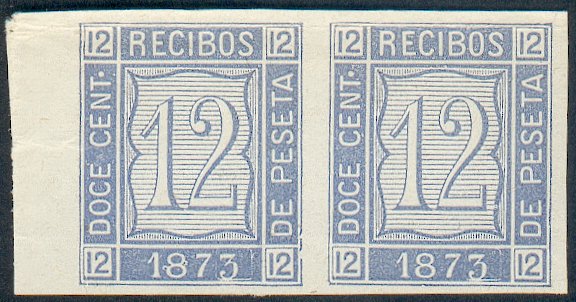 12 RECIBOS 12
DOCE CENT.
12
DE PESETA
12 1873 12
12 RECIBOS 12
DOCE CENT.
12
DE PESETA
12 1873 12